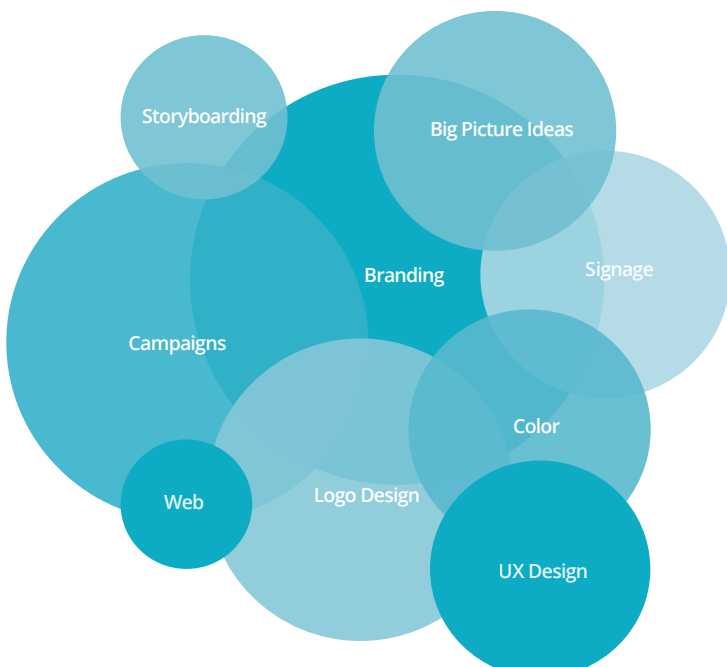 Storyboarding
Big Picture Ideas
Branding
Signage
Campaigns
Color
Logo Design
Web
UX Design